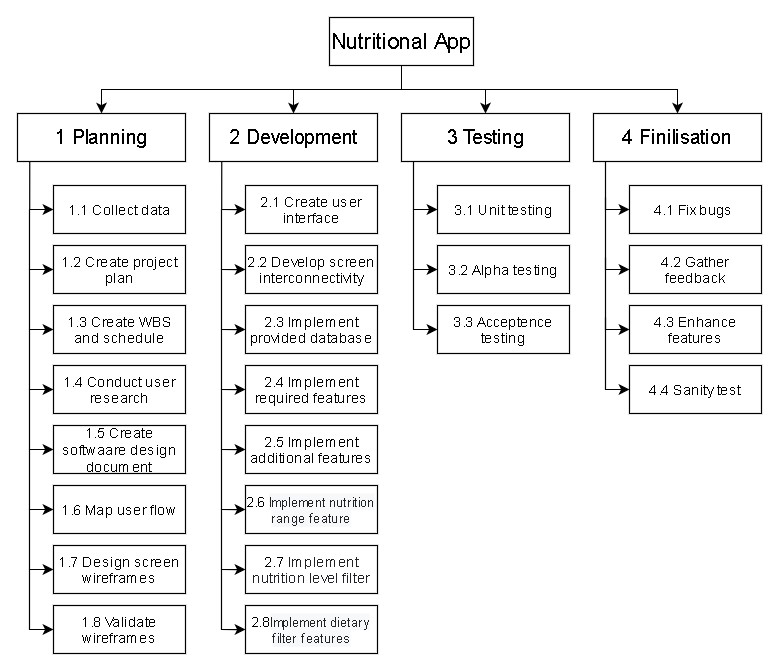 Nutritional App
1 Planning
2 Development
3 Testing
4 Finilisation
1.1 Collect data
1.2 Create project
plan
1.3 Create WBS
and schedule
1.4 Conduct user
research
1.5 Create
softwaare design
document
1.6 Map user flow
1.7 Design screen
wireframes
1.8 Validate
wireframes
2.1 Create user
interface
2.2 Develop screen
interconnectivity
2.3 Implement
provided database
2.4 Implement
required features
2.5 Implement
additional features
2.6 Implement nutrition
range feature
2.7 Implement
nutrition level filter
2.8Implement dietary
filter features
3.1 Unit testing
3.2 Alpha testing
3.3 Acceptence
testing
4.1 Fix bugs
4.2 Gather
feedback
4.3 Enhance
features
4.4 Sanity test